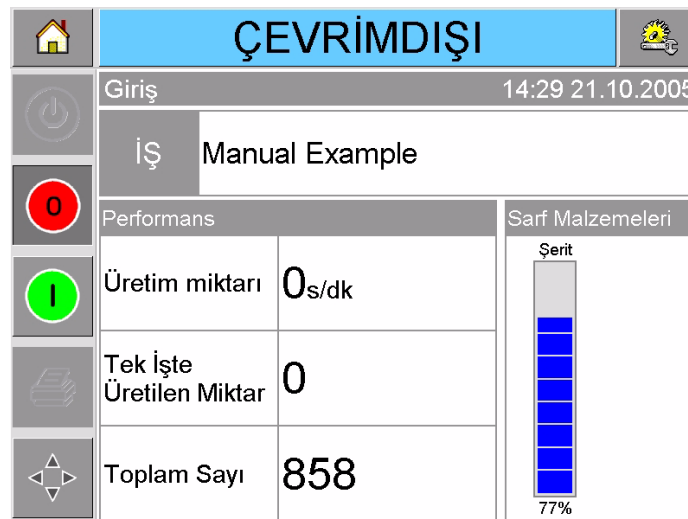 ÇEVRİMDIŞI
Giriş 14:29 21.10.2005
İŞ Manual Example
0
Performans
Sarf Malzemeleri
Şerit
Üretim miktarı 0s/dk
I
Tek İşte
Üretilen Miktar 0
Toplam Sayı 858
77%